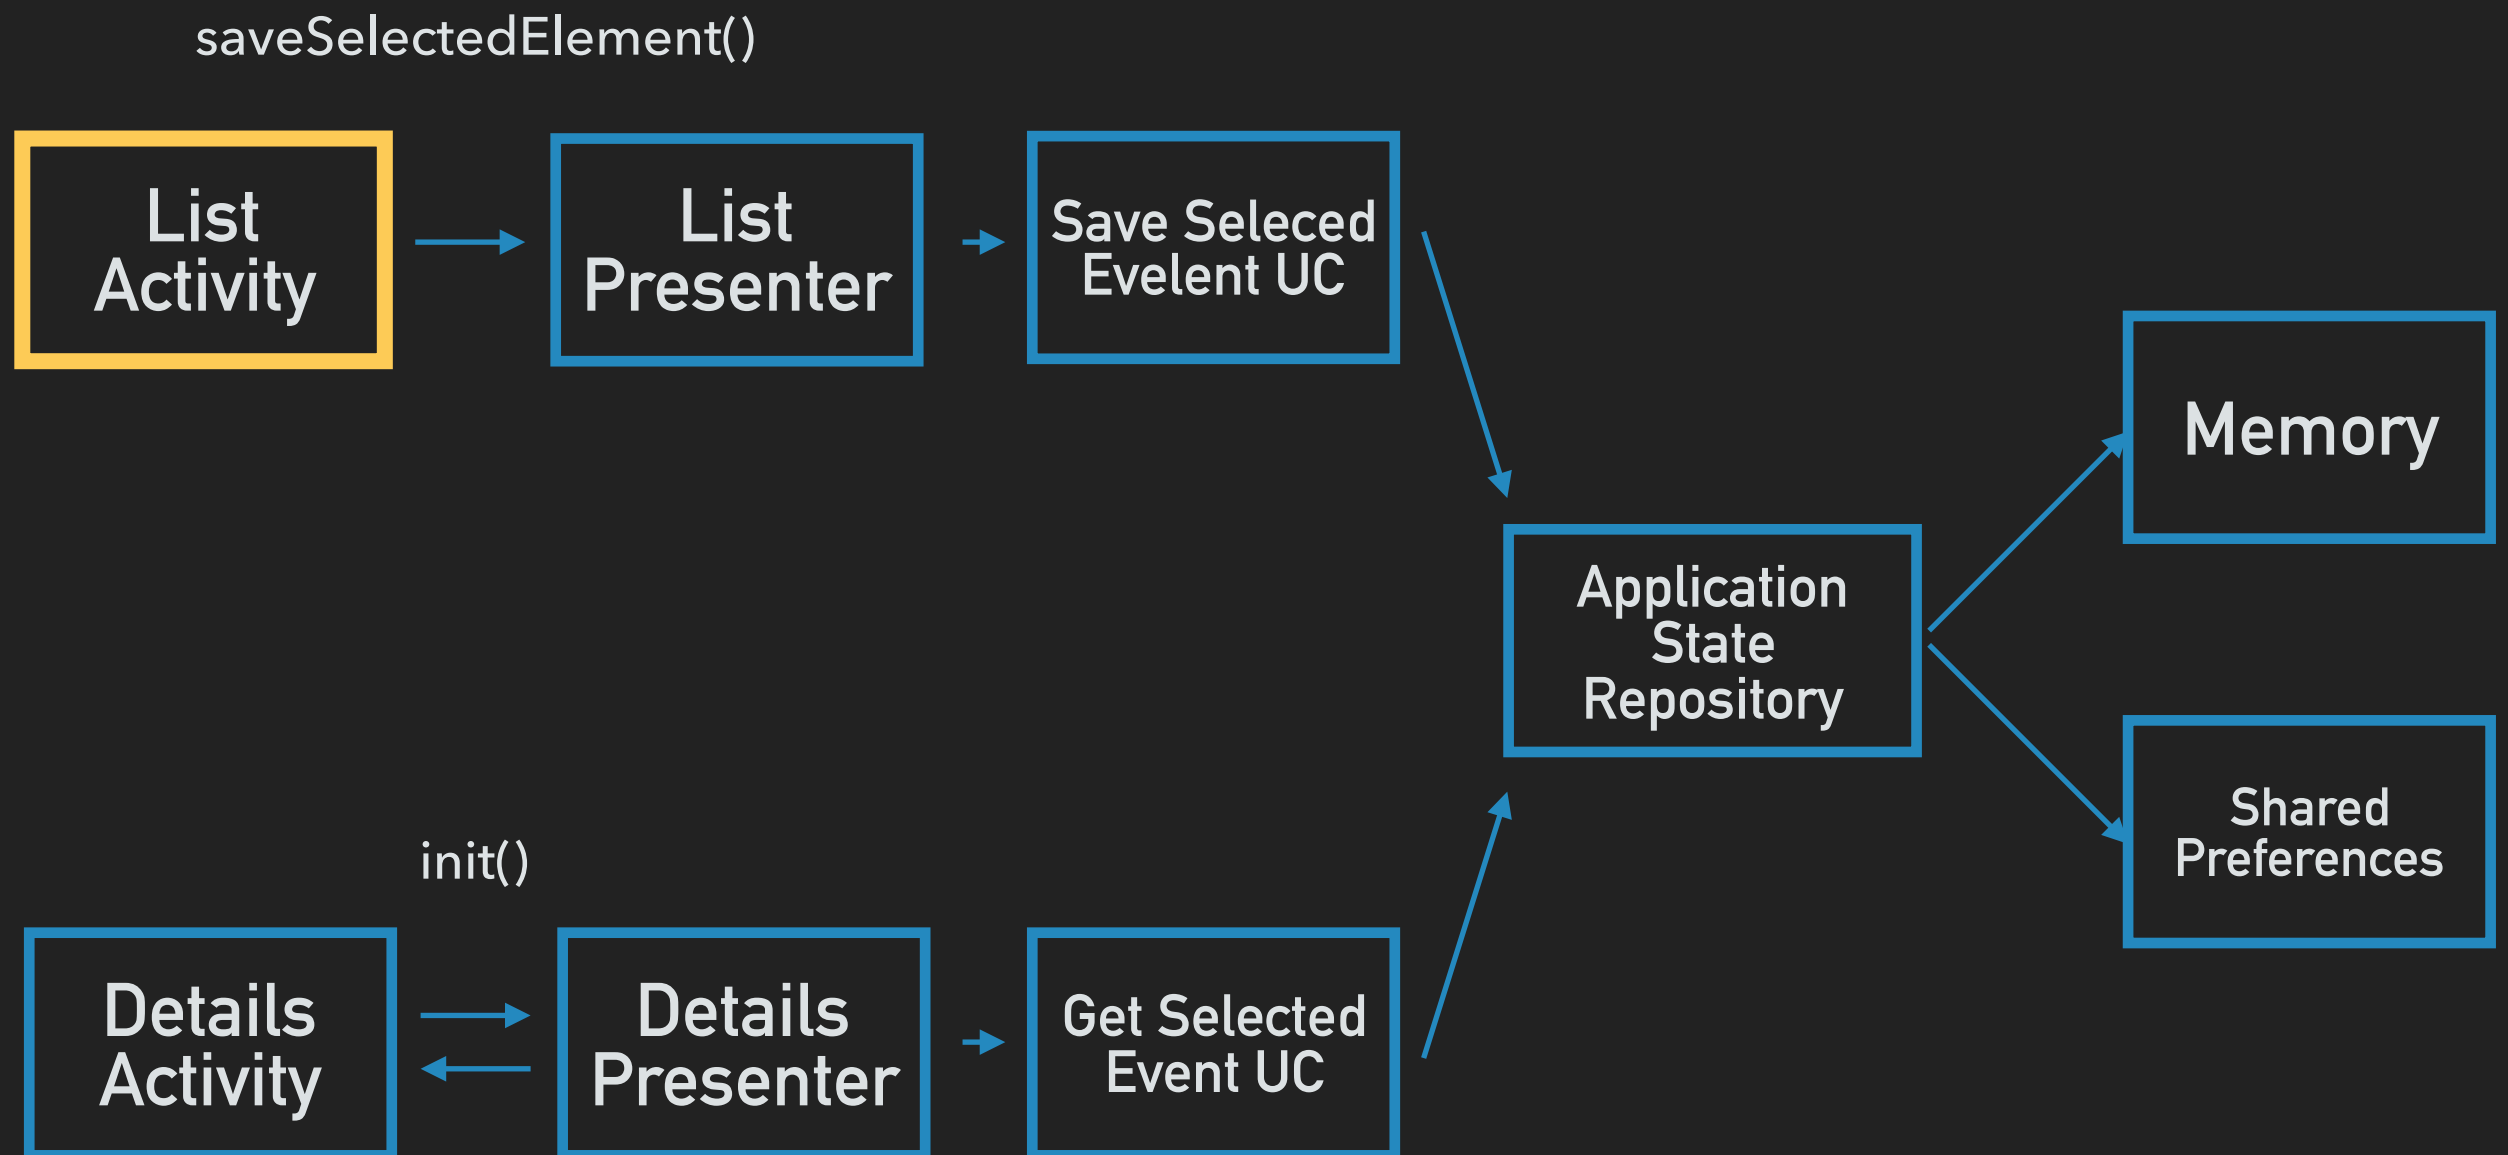 saveSelectedElement()
List
Activity
List
Presenter
Save Seleced
Evelent UC
Memory
Application
State
Repository
Shared
Preferences
init()
Details
Activity
Details
Presenter
Get Selected
Event UC